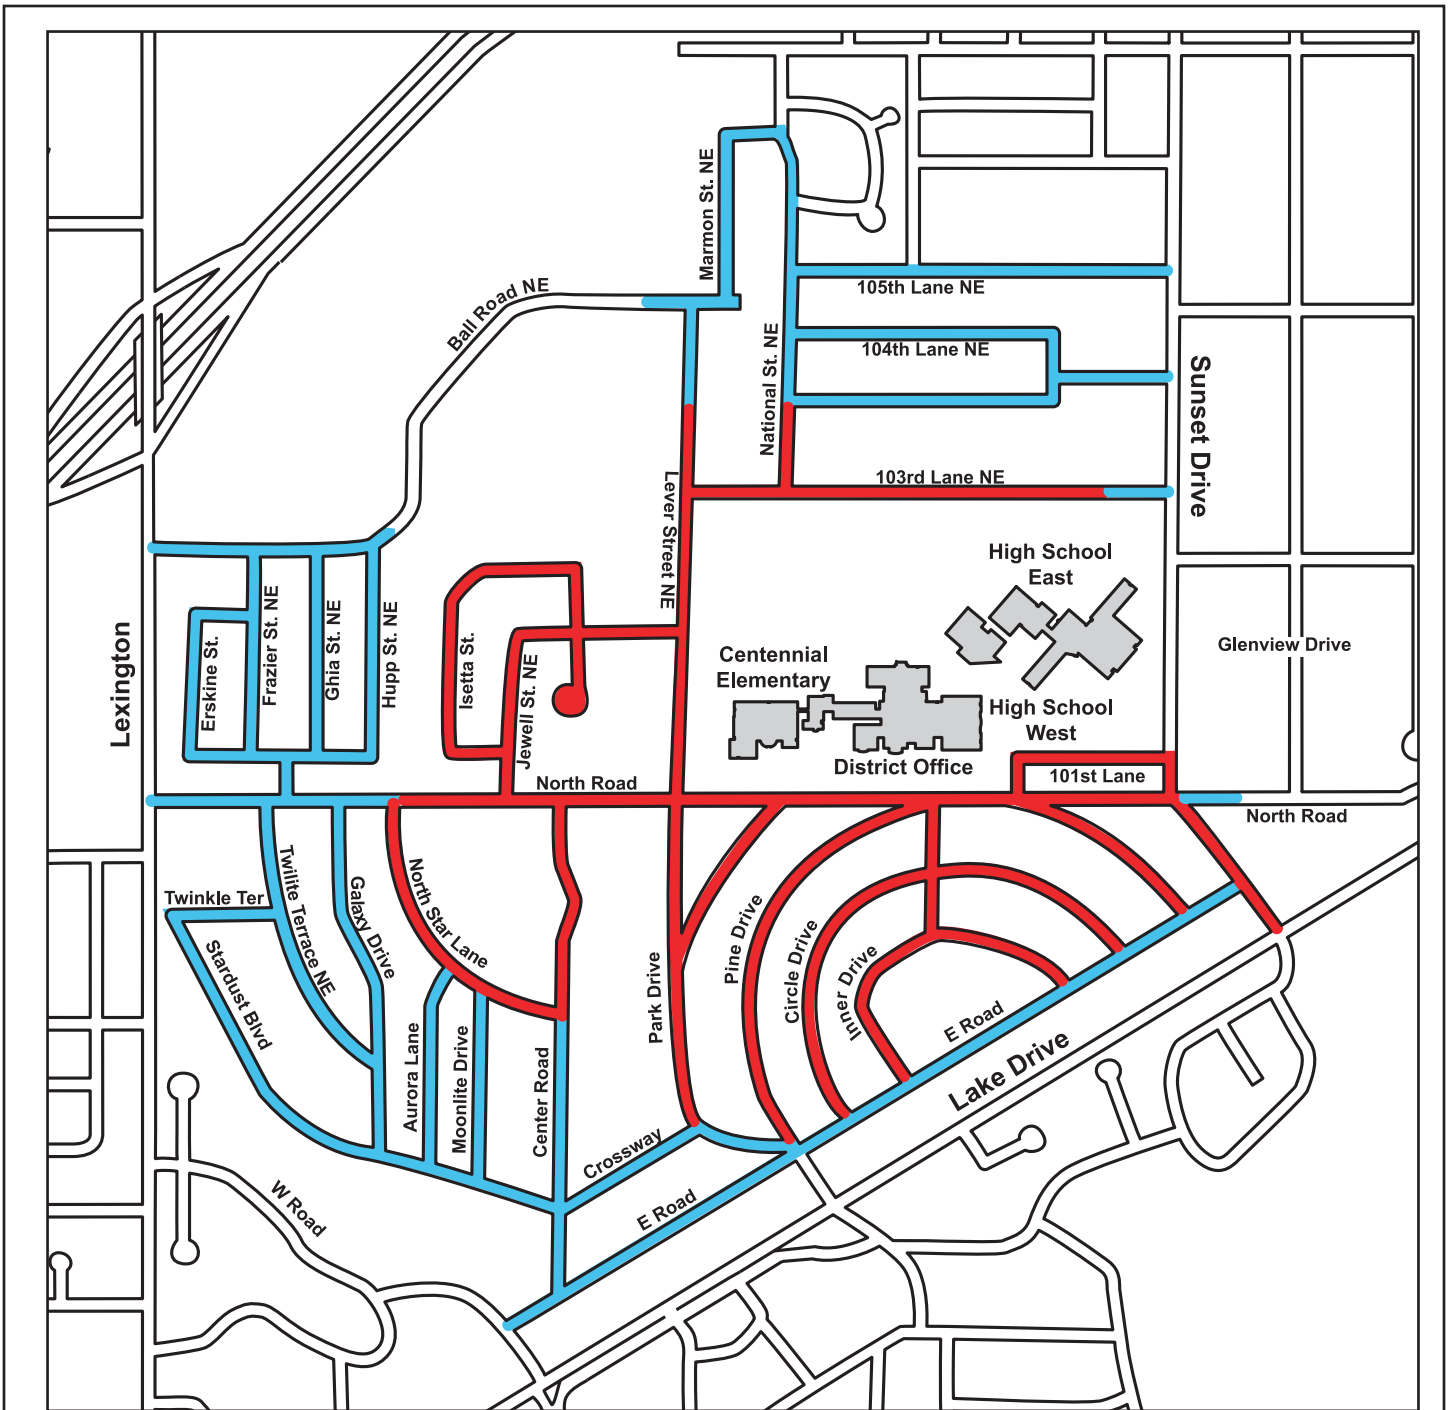 Marmon St. NE
Ball Road NE
105th Lane NE
104th Lane NE
National St. NE
Sunset Drive
103rd Lane NE
Lever Street NE
High School
East
Lexington
Erskine St.
Frazier St. NE
Ghia St. NE
Hupp St. NE
Isetta St.
Jewell St. NE
Centennial
Elementary
Glenview Drive
High School
West
District Office
101st Lane
North Road
North Road
Twinkle Ter
Twilite Terrace NE
Galaxy Drive
North Star Lane
Stardust Blvd
Aurora Lane
Moonlite Drive
Center Road
Park Drive
Pine Drive
Circle Drive
Inner Drive
E Road
Lake Drive
Crossway
E Road
W Road